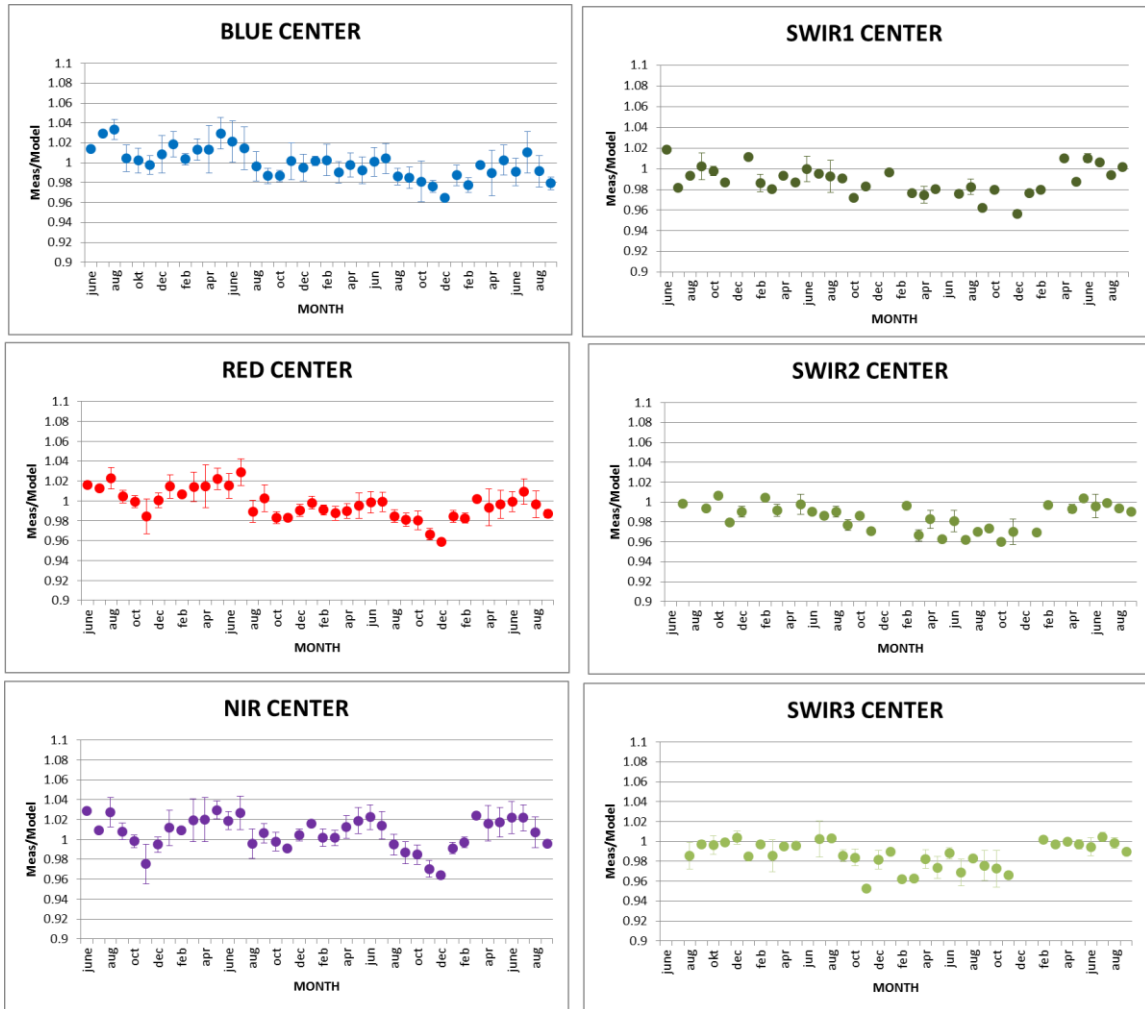 BLUE CENTER
Meas/Model
1.1
1.08
1.06
1.04
1.02
1
0.98
0.96
0.94
0.92
0.9
june aug okt dec feb apr june aug oct dec feb apr jun aug oct dec feb apr june aug
MONTH
SWIR1 CENTER
Meas/Model
1.1
1.08
1.06
1.04
1.02
1
0.98
0.96
0.94
0.92
0.9
june aug oct dec feb apr june aug oct dec feb apr jun aug oct dec feb apr june aug
MONTH
RED CENTER
Meas/Model
1.1
1.08
1.06
1.04
1.02
1
0.98
0.96
0.94
0.92
0.9
june aug oct dec feb apr june aug oct dec feb apr jun aug oct dec feb apr june aug
MONTH
SWIR2 CENTER
Meas/Model
1.1
1.08
1.06
1.04
1.02
1
0.98
0.96
0.94
0.92
0.9
june aug okt dec feb apr jun aug oct dec feb apr jun aug oct dec feb apr june aug
MONTH
NIR CENTER
Meas/Model
1.1
1.08
1.06
1.04
1.02
1
0.98
0.96
0.94
0.92
0.9
june aug oct dec feb apr june aug oct dec feb apr jun aug oct dec feb apr june aug
MONTH
SWIR3 CENTER
Meas/Model
1.1
1.08
1.06
1.04
1.02
1
0.98
0.96
0.94
0.92
0.9
june aug okt dec feb apr june aug oct dec feb apr jun aug oct dec feb apr june aug
MONTH